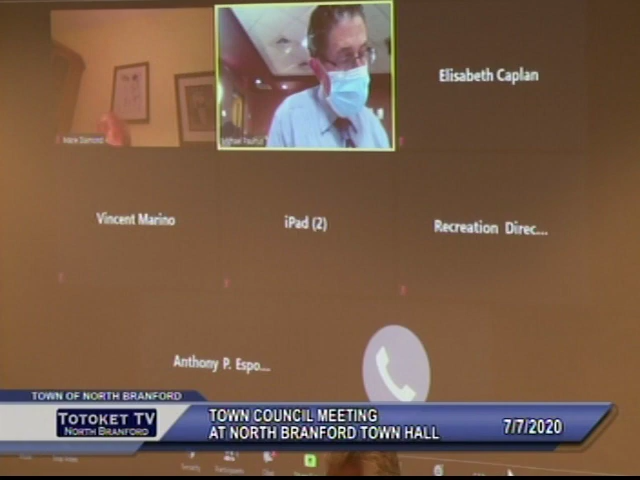 Elisabeth Caplan
Vincent Marino
iPad (2)
Recreation Direc...
Anthony P. Espo...
TOWN OF NORTH BRANFORD
TOTOKET TV
NORTH BRANFORD
TOWN COUNCIL MEETING
AT NORTH BRANFORD TOWN HALL
7/7/2020
Participants